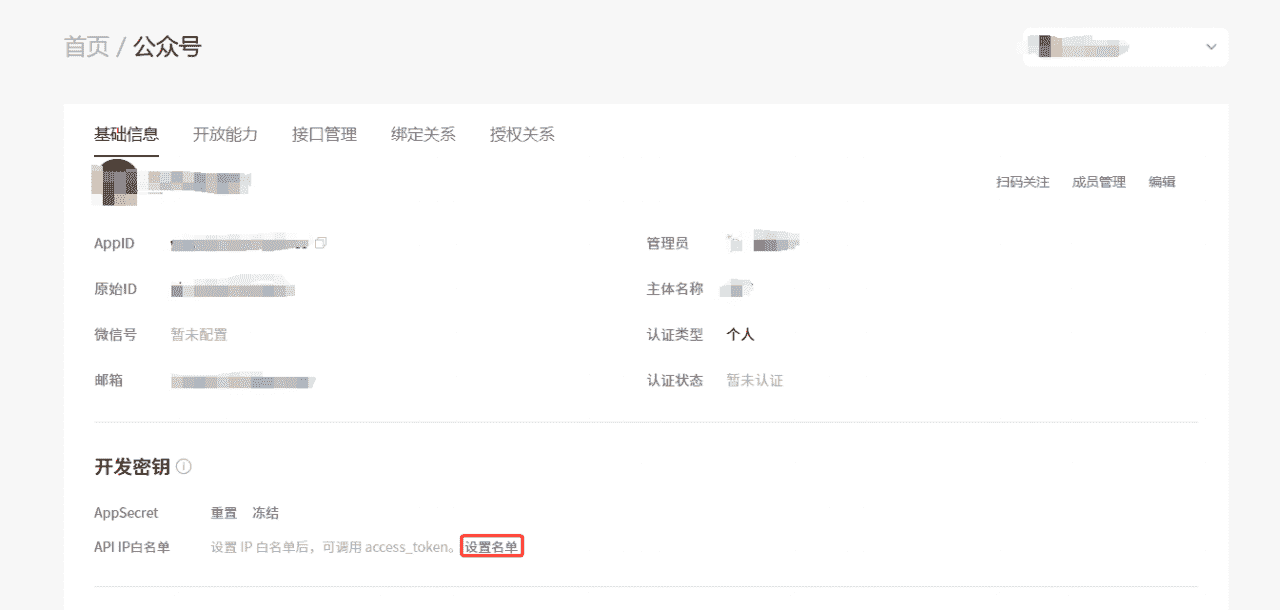 首页 / 公众号
基础信息 开放能力 接口管理 绑定关系 授权关系
扫码关注 成员管理 编辑
AppID 管理员
原始ID 主体名称
微信号 暂未配置 认证类型 个人
邮箱 认证状态 暂未认证
开发密钥
AppSecret 重置 冻结
API IP白名单 设置 IP 白名单后，可调用 access_token。 设置名单